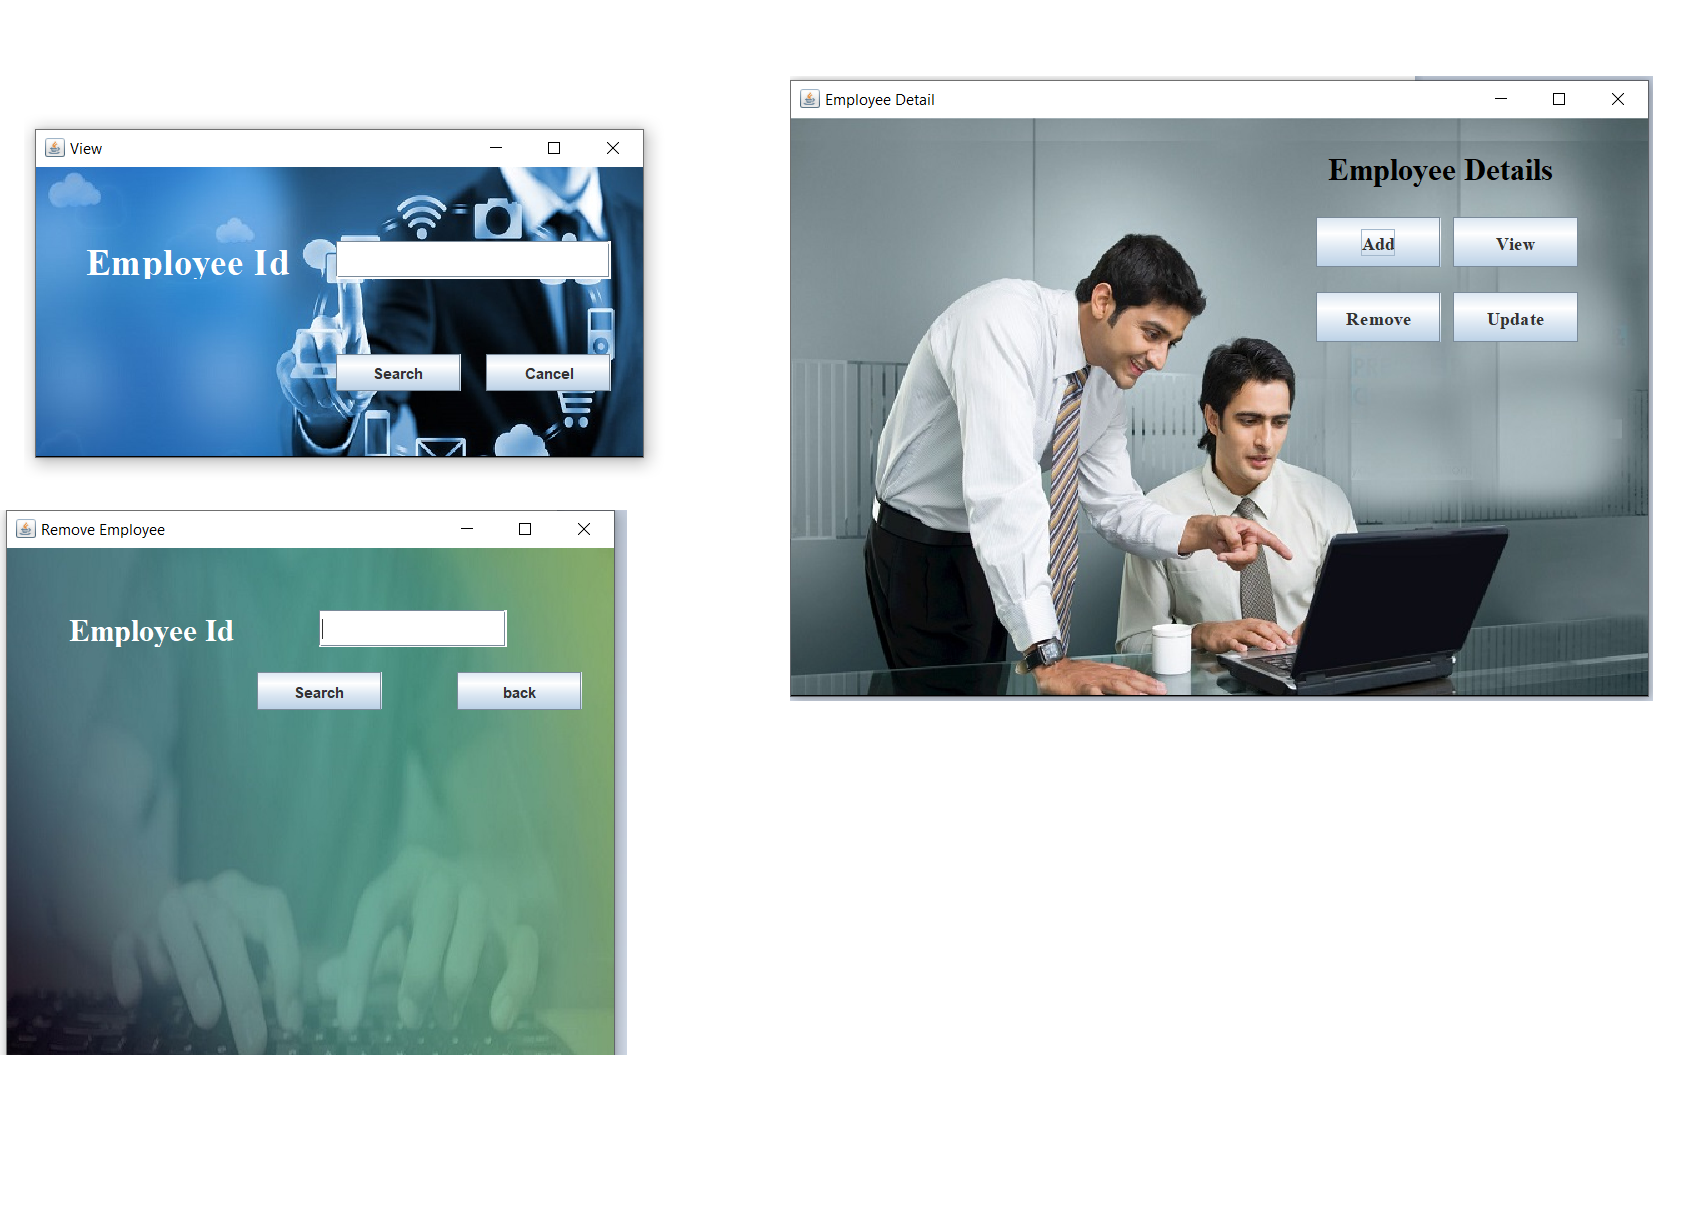 View
Employee Id
Search Cancel
Remove Employee
Employee Id
Search back
Employee Detail
Employee Details
Add View
Remove Update